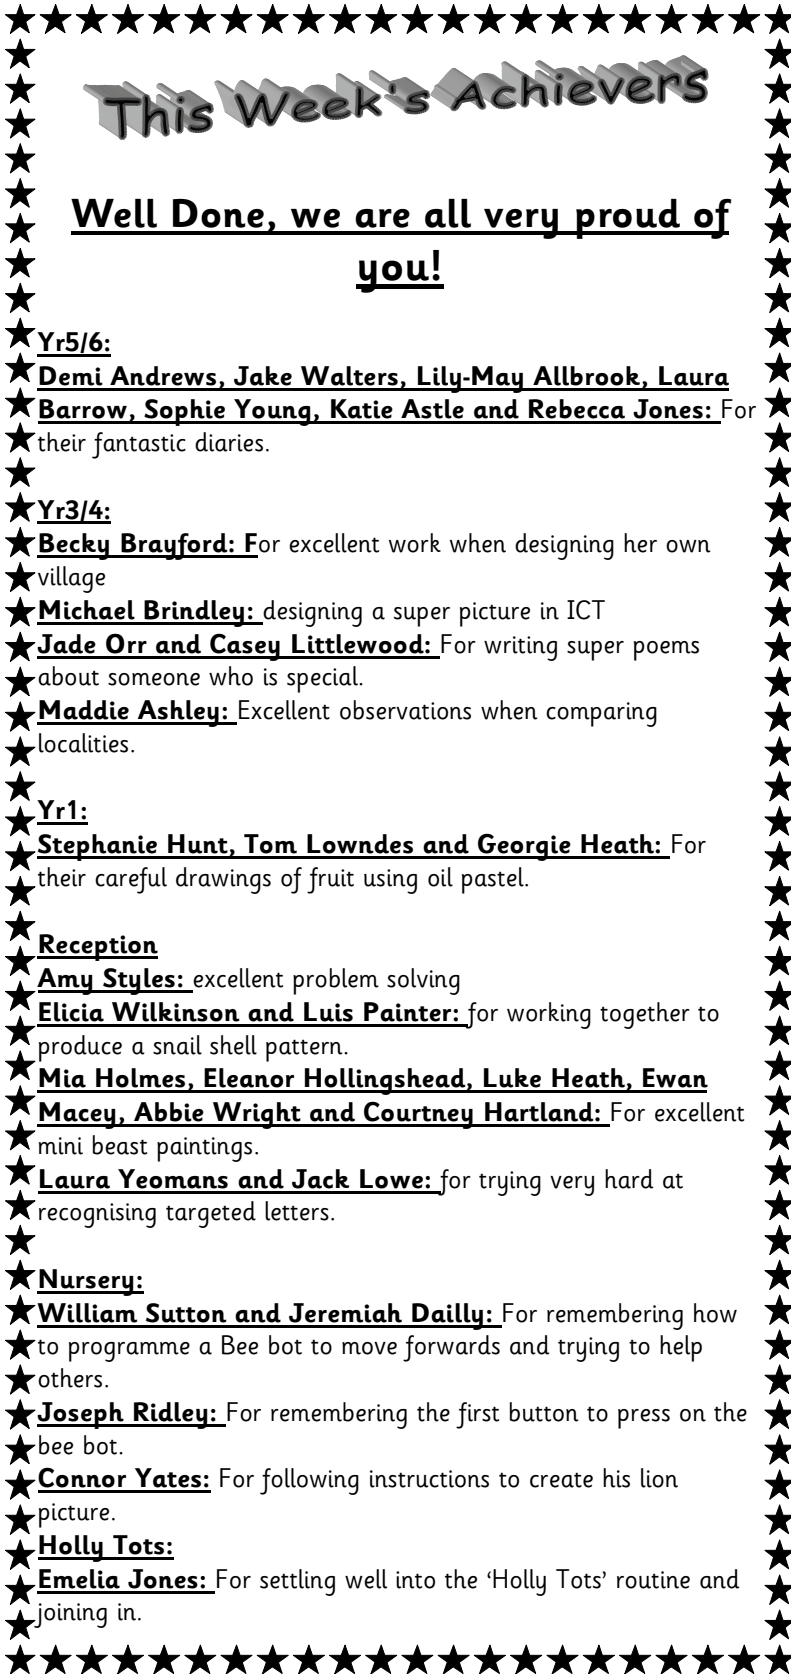 This Week's Achievers
Well Done, we are all very proud of
you!
Yr5/6:
Demi Andrews, Jake Walters, Lily-May Allbrook, Laura
Barrow, Sophie Young, Katie Astle and Rebecca Jones: For
their fantastic diaries.
Yr3/4:
Becky Brayford: For excellent work when designing her own
village
Michael Brindley: designing a super picture in ICT
Jade Orr and Casey Littlewood: For writing super poems
about someone who is special.
Maddie Ashley: Excellent observations when comparing
localities.
Yr1:
Stephanie Hunt, Tom Lowndes and Georgie Heath: For
their careful drawings of fruit using oil pastel.
Reception
Amy Styles: excellent problem solving
Elicia Wilkinson and Luis Painter: for working together to
produce a snail shell pattern.
Mia Holmes, Eleanor Hollingshead, Luke Heath, Ewan
Macey, Abbie Wright and Courtney Hartland: For excellent
mini beast paintings.
Laura Yeomans and Jack Lowe: for trying very hard at
recognising targeted letters.
Nursery:
William Sutton and Jeremiah Dailly: For remembering how
to programme a Bee bot to move forwards and trying to help
others.
Joseph Ridley: For remembering the first button to press on the
bee bot.
Connor Yates: For following instructions to create his lion
picture.
Holly Tots:
Emelia Jones: For settling well into the ‘Holly Tots’ routine and
joining in.